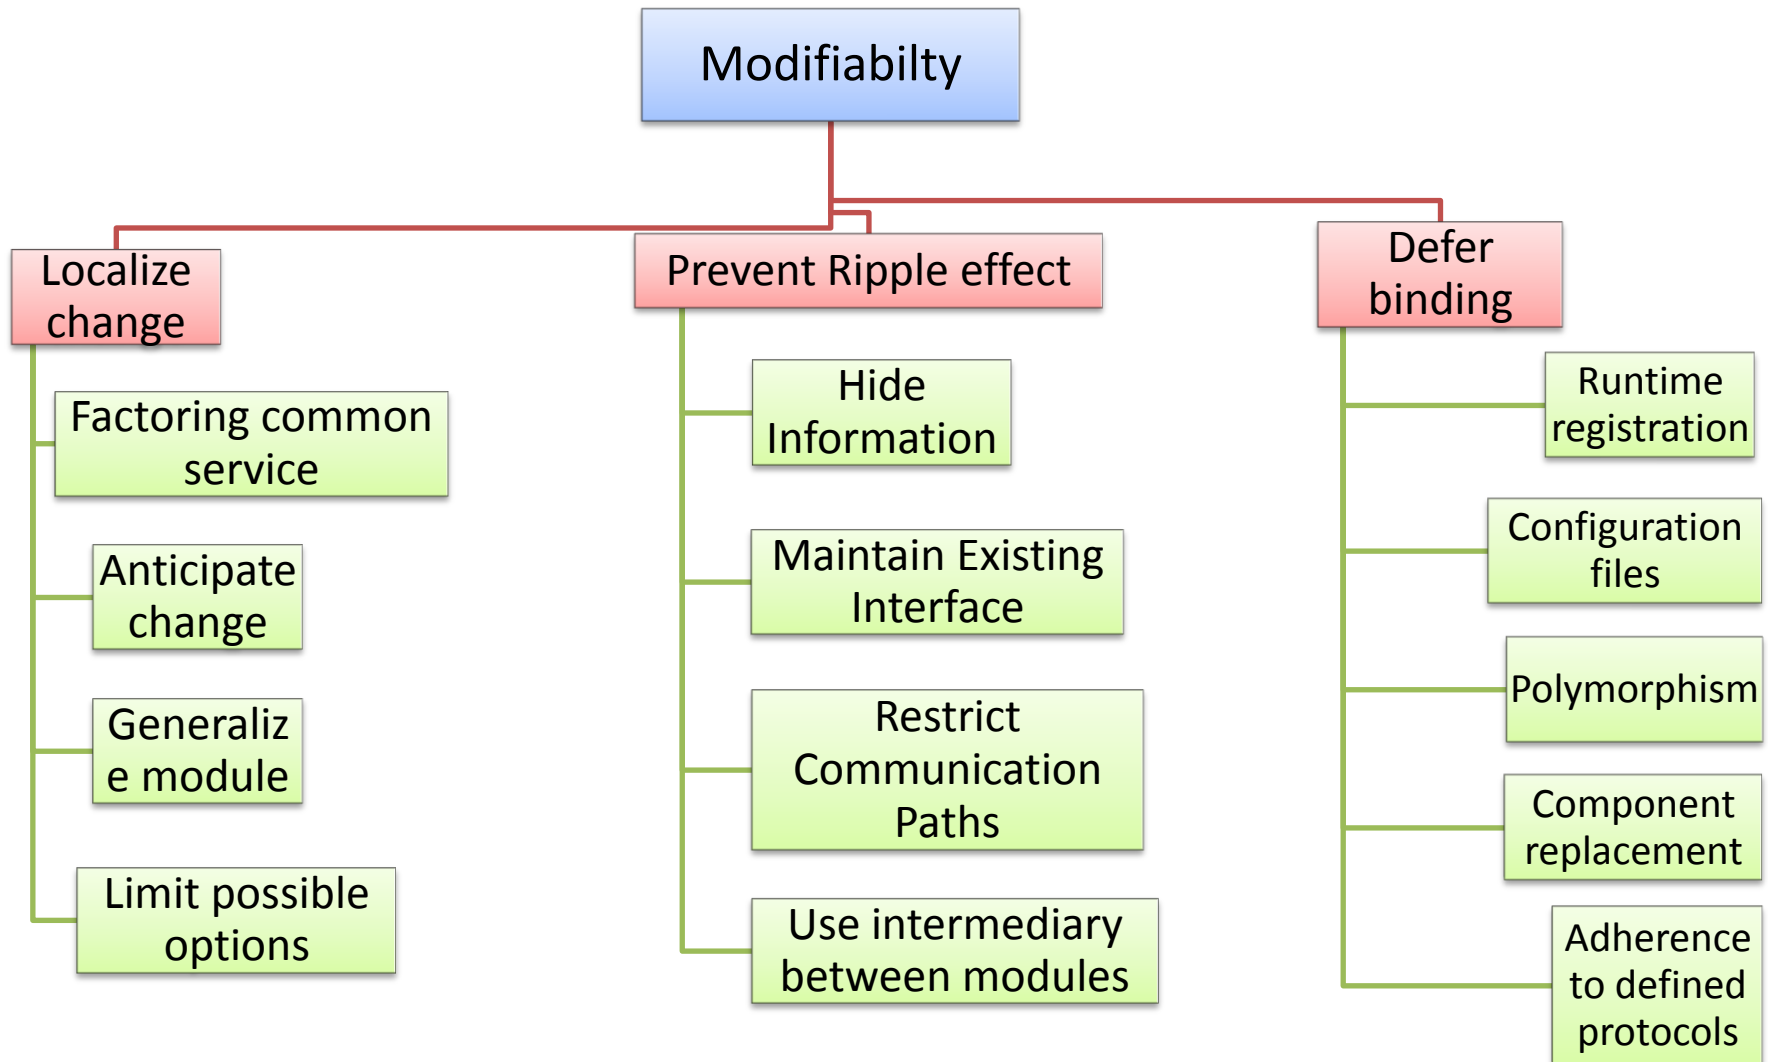 Modifiabilty
Localize
change
Factoring common
service
Anticipate
change
Generaliz
e module
Limit possible
options
Prevent Ripple effect
Hide
Information
Maintain Existing
Interface
Restrict
Communication
Paths
Use intermediary
between modules
Defer
binding
Runtime
registration
Configuration
files
Polymorphism
Component
replacement
Adherence
to defined
protocols